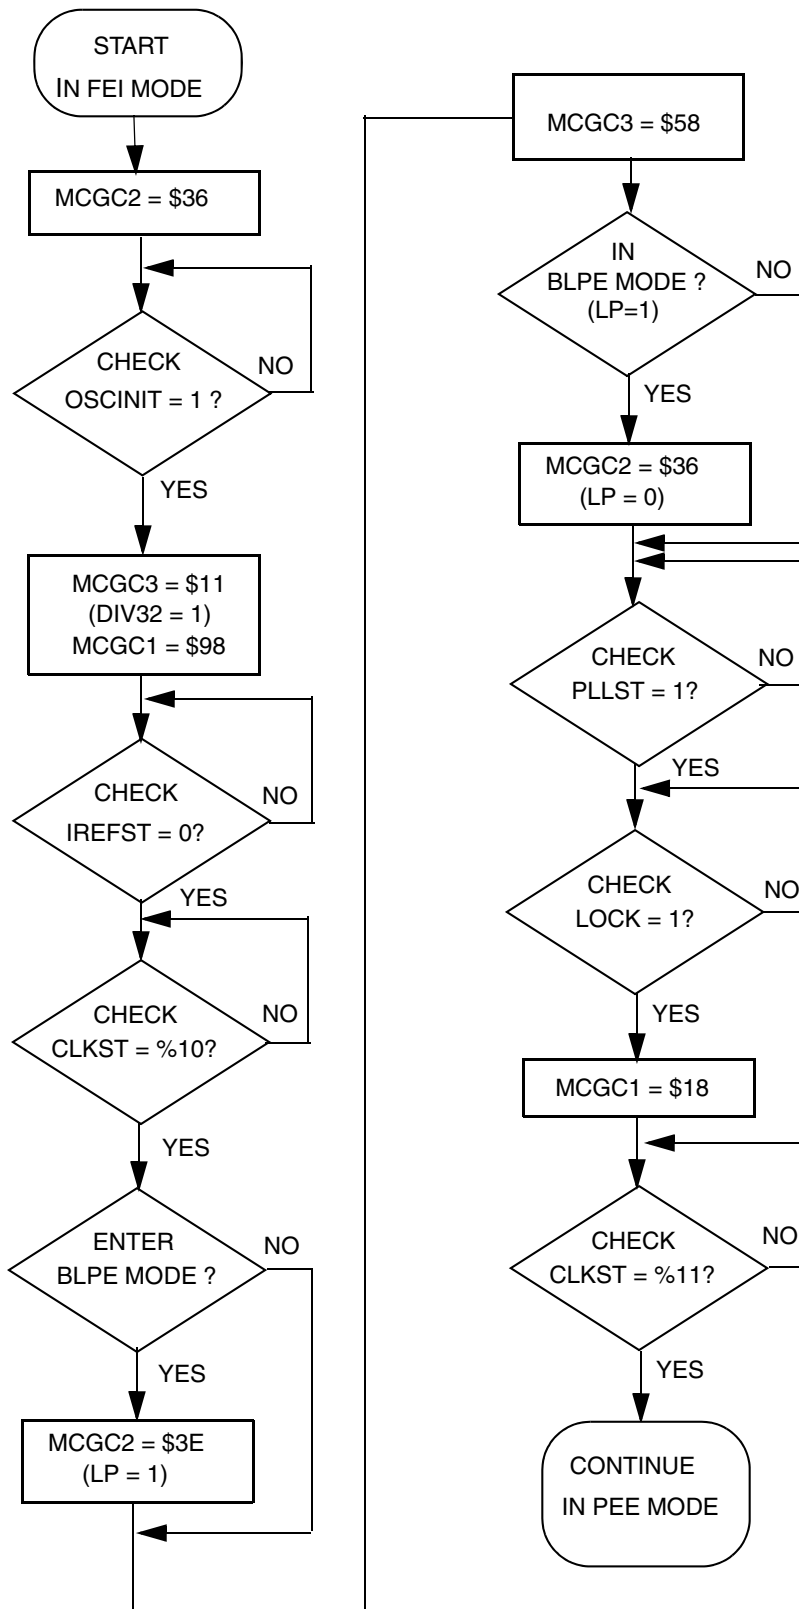 START
IN FEI MODE
MCGC2 = $36
CHECK
OSCINIT = 1 ?
NO
YES
MCGC3 = $11
(DIV32 = 1)
MCGC1 = $98
CHECK
IREFST = 0?
NO
YES
CHECK
CLKST = %10?
NO
YES
ENTER
BLPE MODE ?
NO
YES
MCGC2 = $3E
(LP = 1)
MCGC3 = $58
IN
BLPE MODE ?
(LP=1)
NO
YES
MCGC2 = $36
(LP = 0)
CHECK
PLLST = 1?
NO
YES
CHECK
LOCK = 1?
NO
YES
MCGC1 = $18
CHECK
CLKST = %11?
NO
YES
CONTINUE
IN PEE MODE